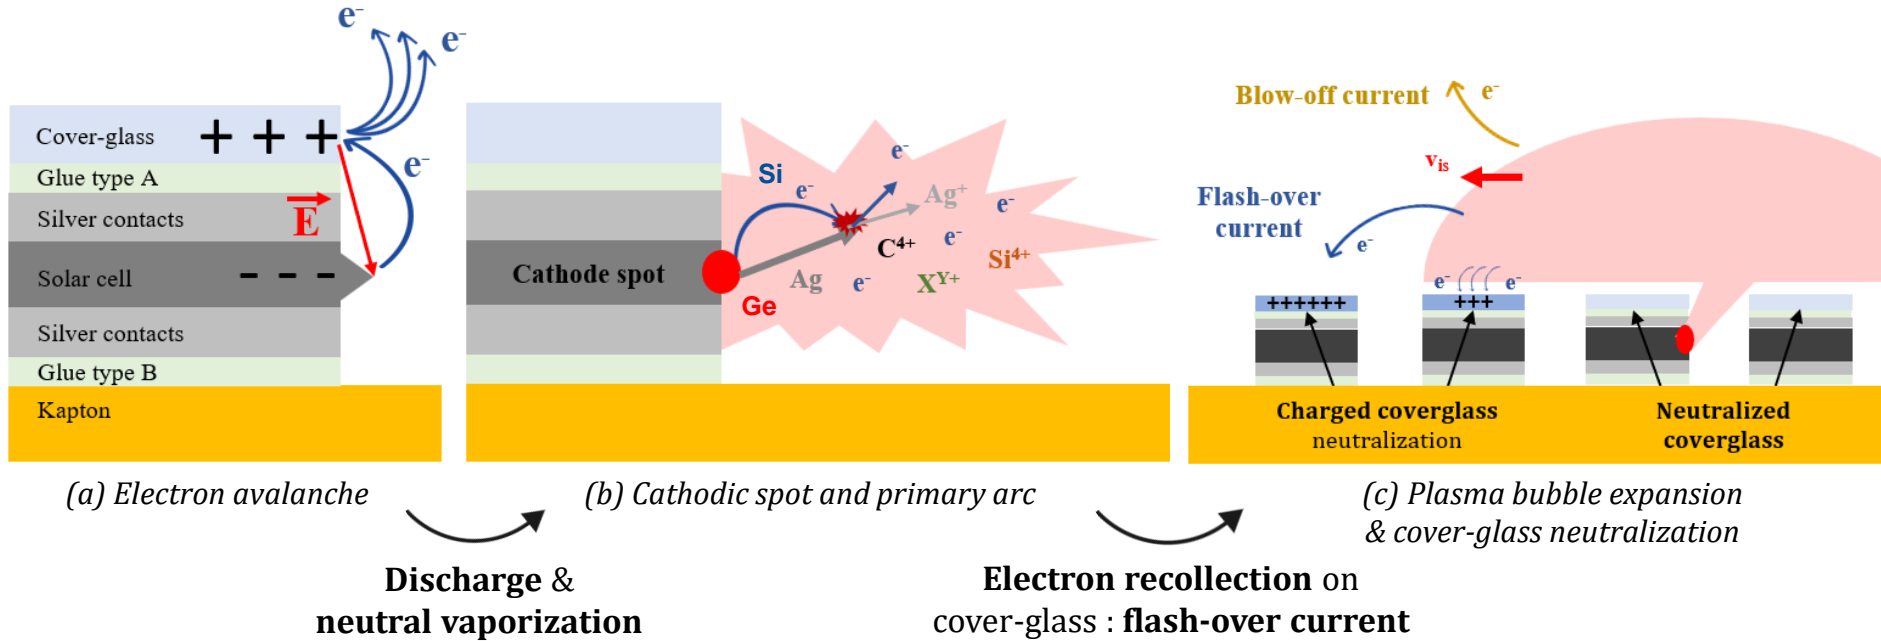 e⁻
e⁻
Cover-glass
+ + +
e⁻
Glue type A
Silver contacts
E
Solar cell
- - -
Silver contacts
Glue type B
Kapton
(a) Electron avalanche
Si
e⁻
e⁻
Ag⁺
e⁻
C⁴⁺
e⁻
Si⁴⁺
Cathode spot
Ag
e⁻
Xʸ⁺
Ge
(b) Cathodic spot and primary arc
Blow-off current
e⁻
vᵢₛ
Flash-over
current
e⁻
e⁻
e⁻
++++++
+++
Charged coverglass
neutralization
Neutralized
coverglass
(c) Plasma bubble expansion
& cover-glass neutralization
Discharge &
neutral vaporization
Electron recollection on
cover-glass : flash-over current